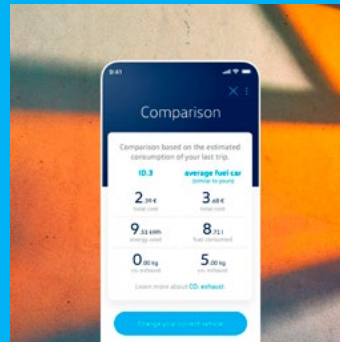 9:41
Comparison
Comparison based on the estimated
consumption of your last trip.
ID.3 average fuel car
(similar to yours)
2.39 € 3.68 €
total cost total cost
9.51 kWh 8.71 l
energy used fuel consumed
0.00 kg 5.00 kg
co₂ exhaust co₂ exhaust
Learn more about CO₂ exhaust.
Change your current vehicle